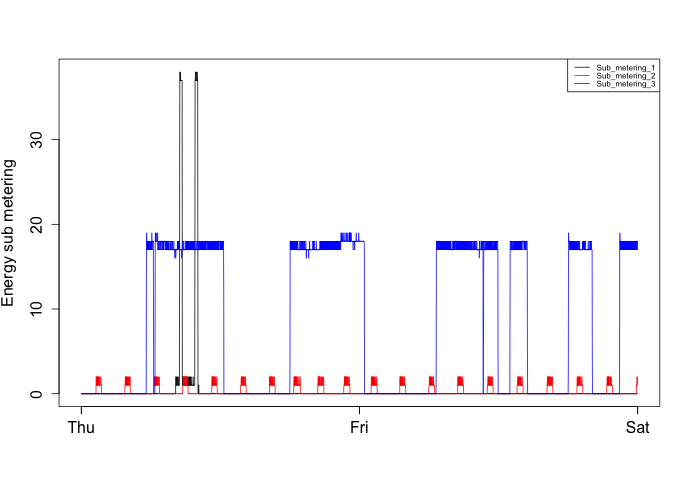 Sub_metering_1
Sub_metering_2
Sub_metering_3
Energy sub metering
30
20
10
0
Thu Fri Sat